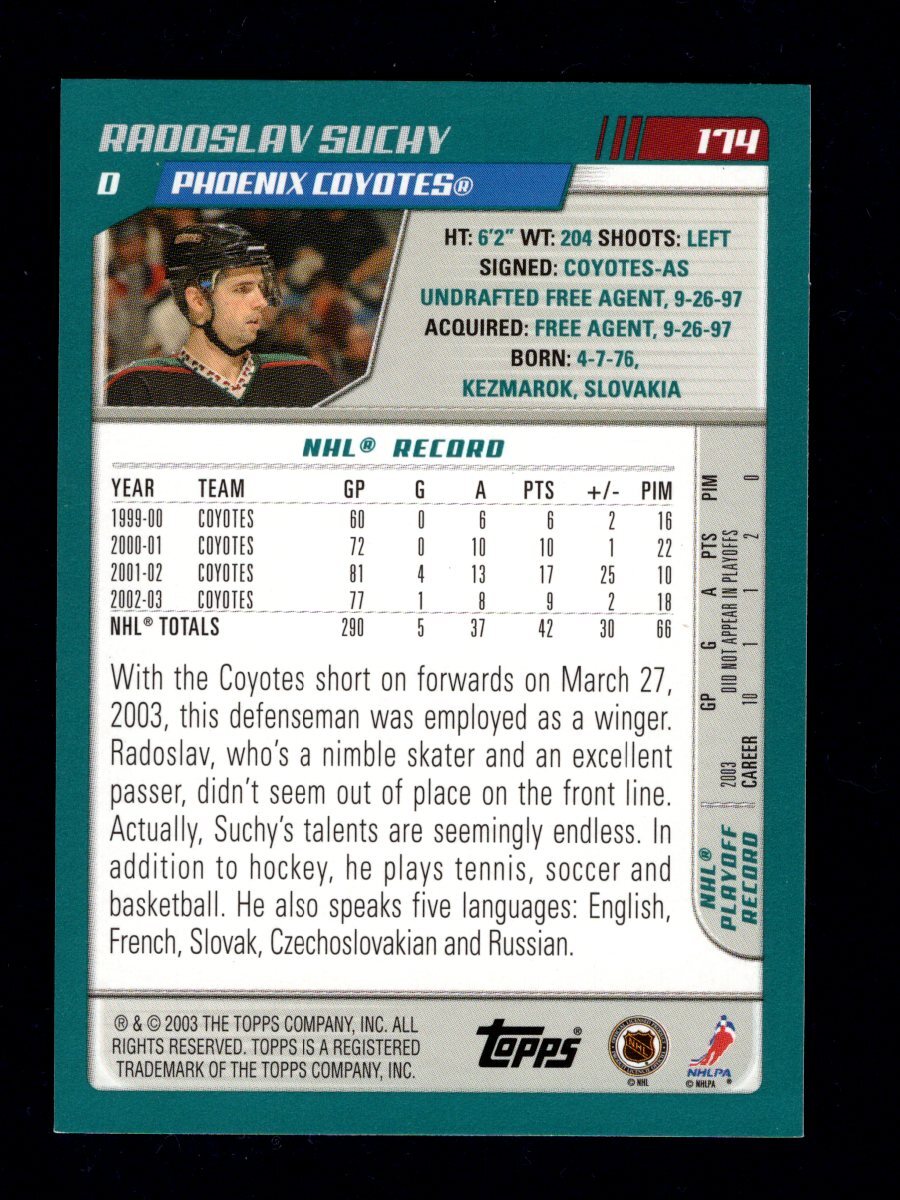 RADOSLAV SUCHY
174
D PHOENIX COYOTES®
HT: 6'2" WT: 204 SHOOTS: LEFT
SIGNED: COYOTES-AS
UNDRAFTED FREE AGENT, 9-26-97
ACQUIRED: FREE AGENT, 9-26-97
BORN: 4-7-76,
KEZMAROK, SLOVAKIA
NHL® RECORD
YEAR TEAM GP G A PTS +/- PIM
1999-00 COYOTES 60 0 6 6 2 16
2000-01 COYOTES 72 0 10 10 1 22
2001-02 COYOTES 81 4 13 17 25 10
2002-03 COYOTES 77 1 8 9 2 18
NHL® TOTALS 290 5 37 42 30 66
With the Coyotes short on forwards on March 27,
2003, this defenseman was employed as a winger.
Radoslav, who's a nimble skater and an excellent
passer, didn't seem out of place on the front line.
Actually, Suchy's talents are seemingly endless. In
addition to hockey, he plays tennis, soccer and
basketball. He also speaks five languages: English,
French, Slovak, Czechoslovakian and Russian.
NHL®
PLAYOFF
RECORD
GP G A PTS PIM
2003 DID NOT APPEAR IN PLAYOFFS
CAREER 10 1 1 2 0
® & © 2003 THE TOPPS COMPANY, INC. ALL
RIGHTS RESERVED. TOPPS IS A REGISTERED
TRADEMARK OF THE TOPPS COMPANY, INC.
Topps®
NHL
© NHL
NHLPA
© NHLPA ®